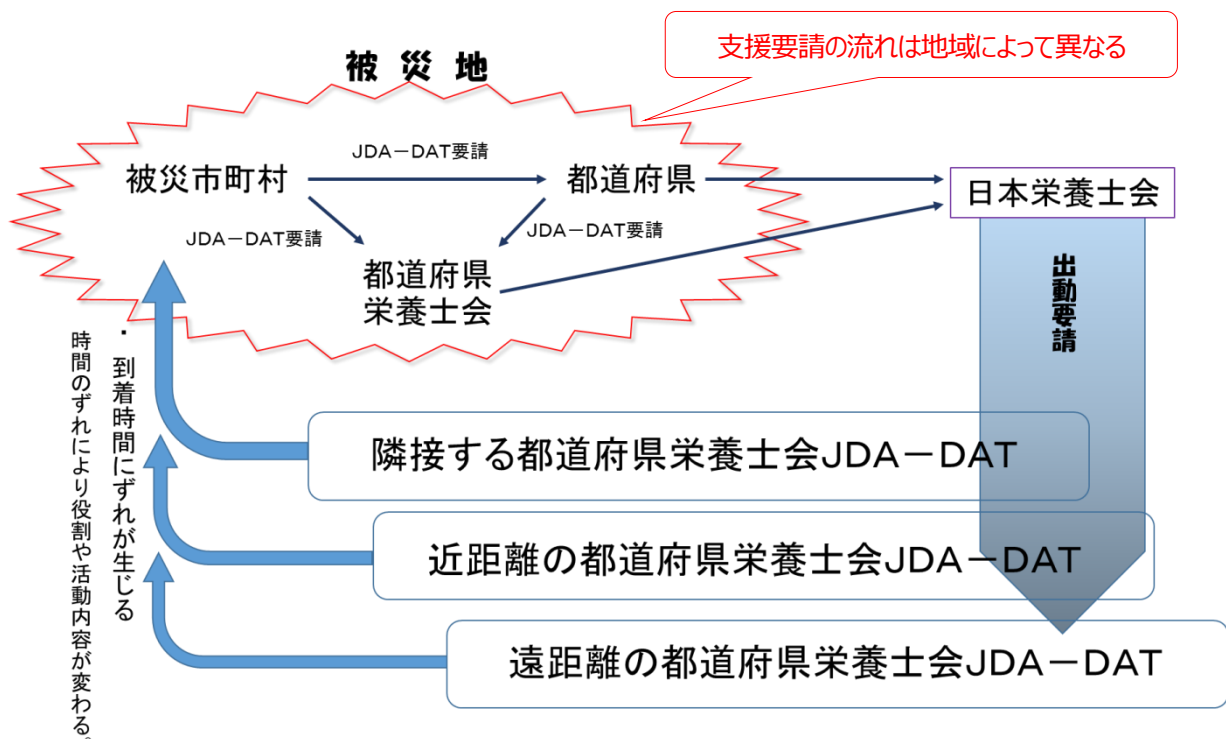 支援要請の流れは地域によって異なる
被災地
JDA－DAT要請
被災市町村
都道府県
日本栄養士会
JDA－DAT要請
JDA－DAT要請
都道府県
栄養士会
出動要請
・到着時間にずれが生じる
時間のずれにより役割や活動内容が変わる。
隣接する都道府県栄養士会JDA－DAT
近距離の都道府県栄養士会JDA－DAT
遠距離の都道府県栄養士会JDA－DAT